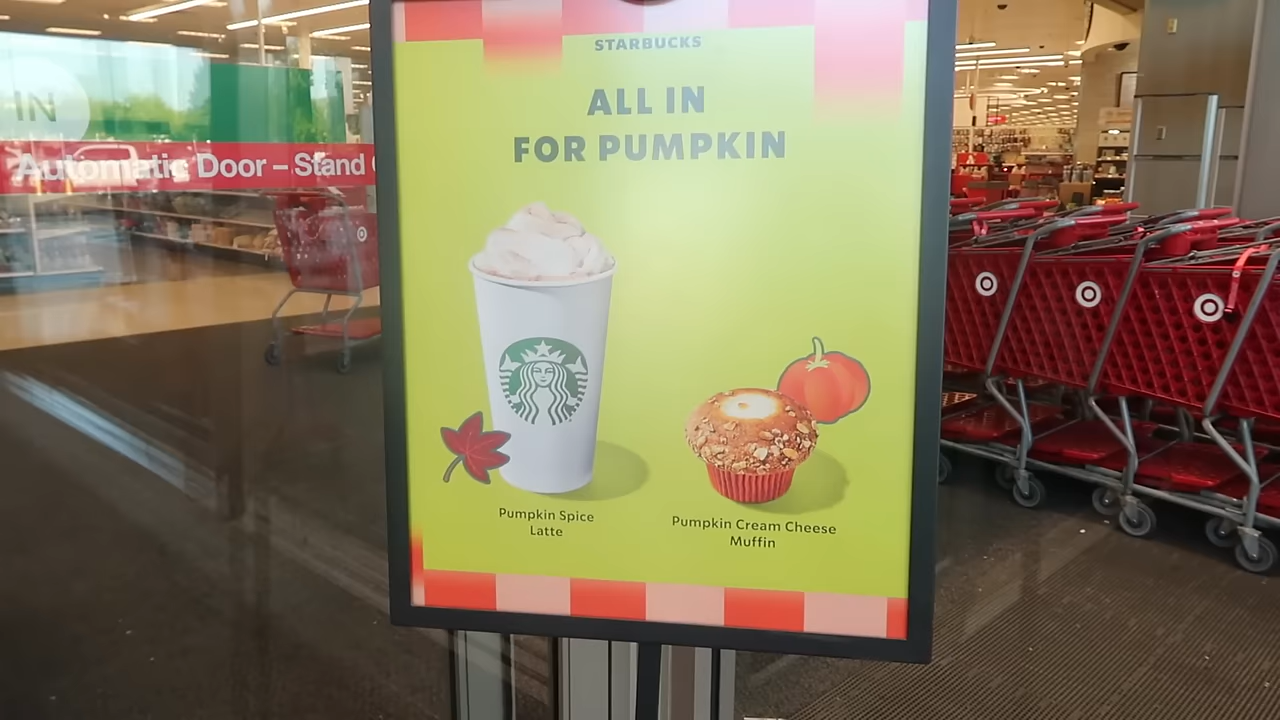 IN
Automatic Door – Stand
STARBUCKS
ALL IN
FOR PUMPKIN
Pumpkin Spice
Latte
Pumpkin Cream Cheese
Muffin